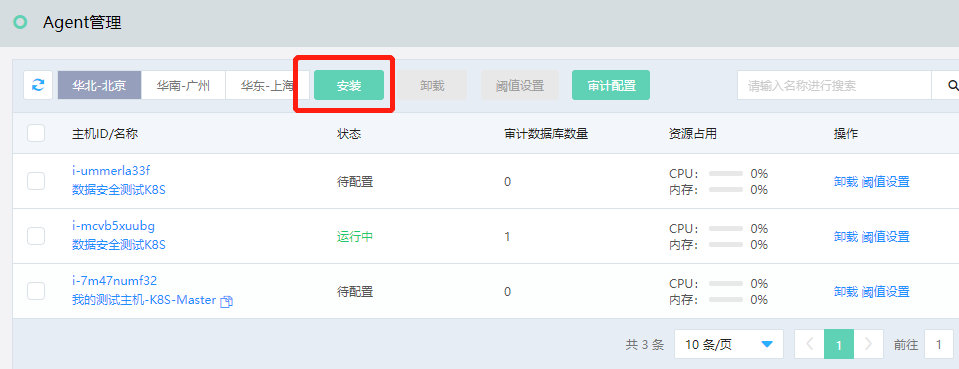 Agent管理
华北-北京 华南-广州 华东-上海 安装 卸载 阈值设置 审计配置 请输入名称进行搜索
主机ID/名称 状态 审计数据库数量 资源占用 操作
i-ummerla33f
数据安全测试K8S
待配置 0
CPU: 0%
内存: 0%
卸载 阈值设置
i-mcvb5xuubg
数据安全测试K8S
运行中 1
CPU: 0%
内存: 0%
卸载 阈值设置
i-7m47numf32
我的测试主机-K8S-Master
待配置 0
CPU: 0%
内存: 0%
卸载 阈值设置
共 3 条 10 条/页 1 前往 1